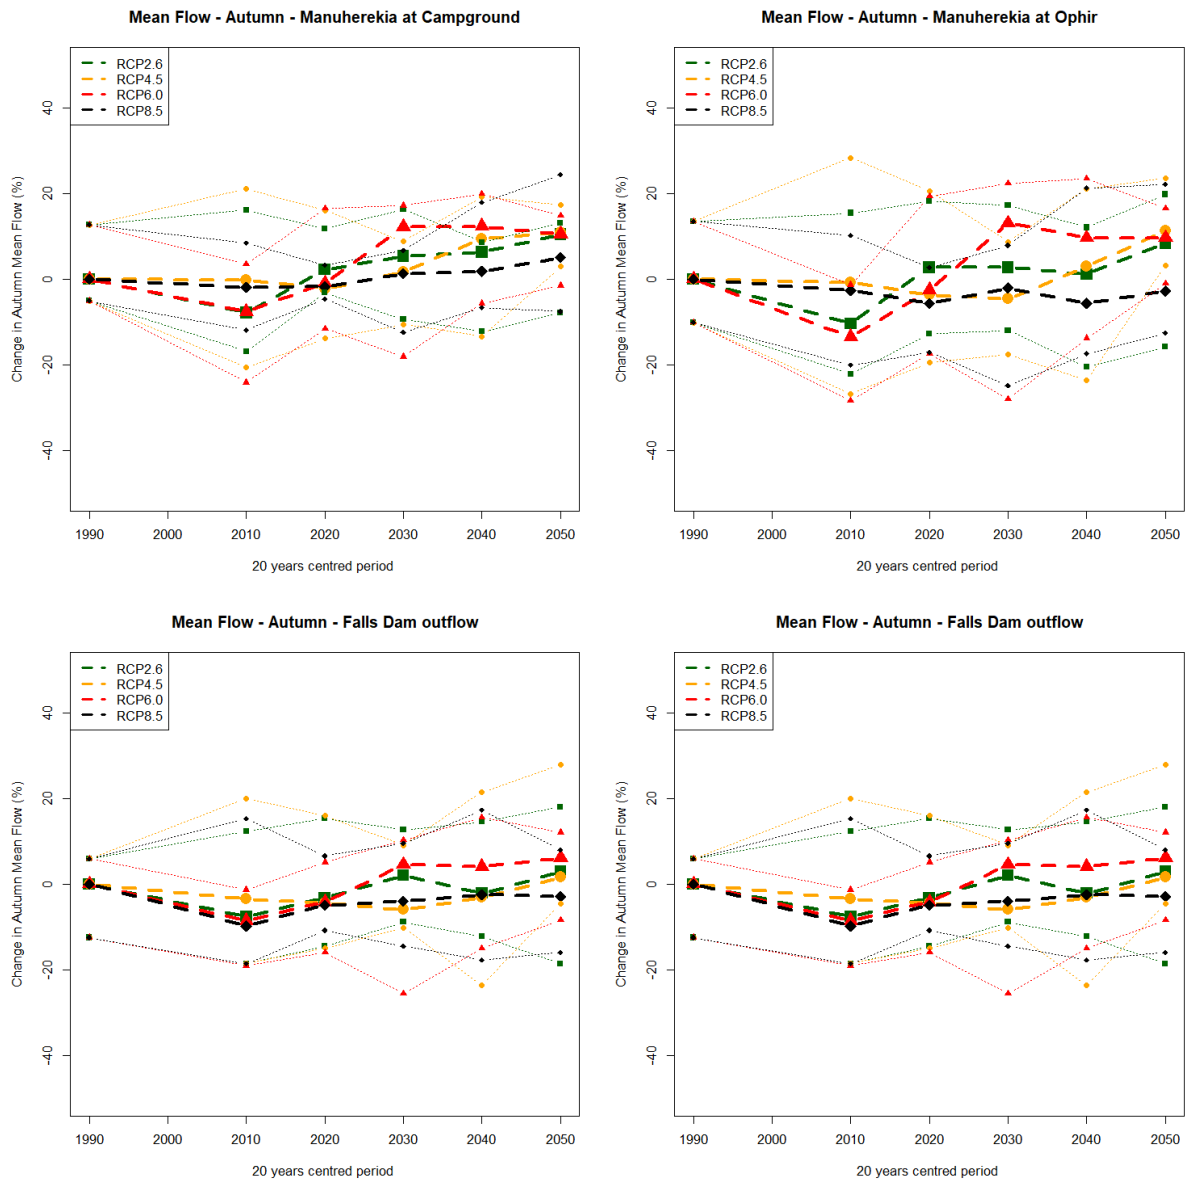 Mean Flow - Autumn - Manuherekia at Campground
RCP2.6
RCP4.5
RCP6.0
RCP8.5
Change in Autumn Mean Flow (%)
40
20
0
20
-40
1990 2000 2010 2020 2030 2040 2050
20 years centred period
Mean Flow - Autumn - Manuherekia at Ophir
RCP2.6
RCP4.5
RCP6.0
RCP8.5
Change in Autumn Mean Flow (%)
40
20
0
20
-40
1990 2000 2010 2020 2030 2040 2050
20 years centred period
Mean Flow - Autumn - Falls Dam outflow
RCP2.6
RCP4.5
RCP6.0
RCP8.5
Change in Autumn Mean Flow (%)
40
20
0
-20
-40
1990 2000 2010 2020 2030 2040 2050
20 years centred period
Mean Flow - Autumn - Falls Dam outflow
RCP2.6
RCP4.5
RCP6.0
RCP8.5
Change in Autumn Mean Flow (%)
40
20
0
-20
-40
1990 2000 2010 2020 2030 2040 2050
20 years centred period